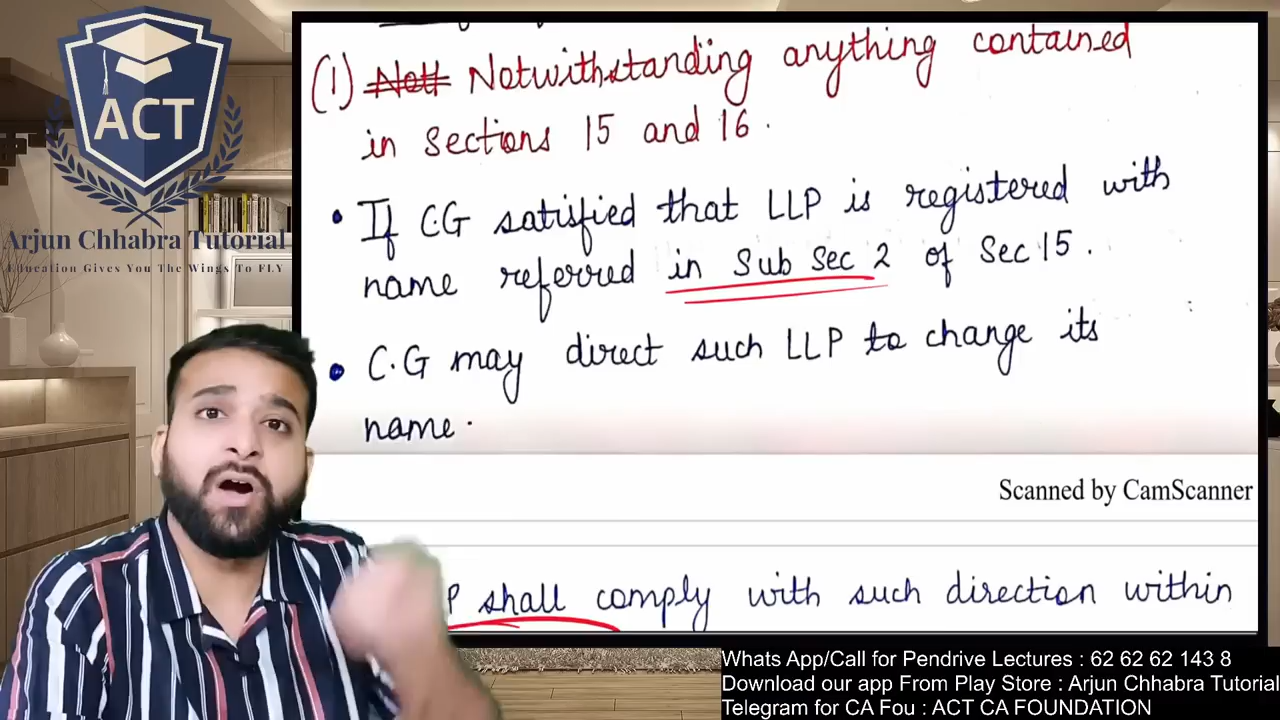 ACT
Arjun Chhabra Tutorial
Education Gives You The Wings To FLY
(1) Nott Notwithstanding anything contained
in sections 15 and 16.
• If C.G satisfied that LLP is registered with
name referred in Sub Sec 2 of Sec 15.
• C.G may direct such LLP to change its
name.
Scanned by CamScanner
P shall comply with such direction within
Whats App/Call for Pendrive Lectures : 62 62 62 143 8
Download our app From Play Store : Arjun Chhabra Tutorial
Telegram for CA Fou : ACT CA FOUNDATION